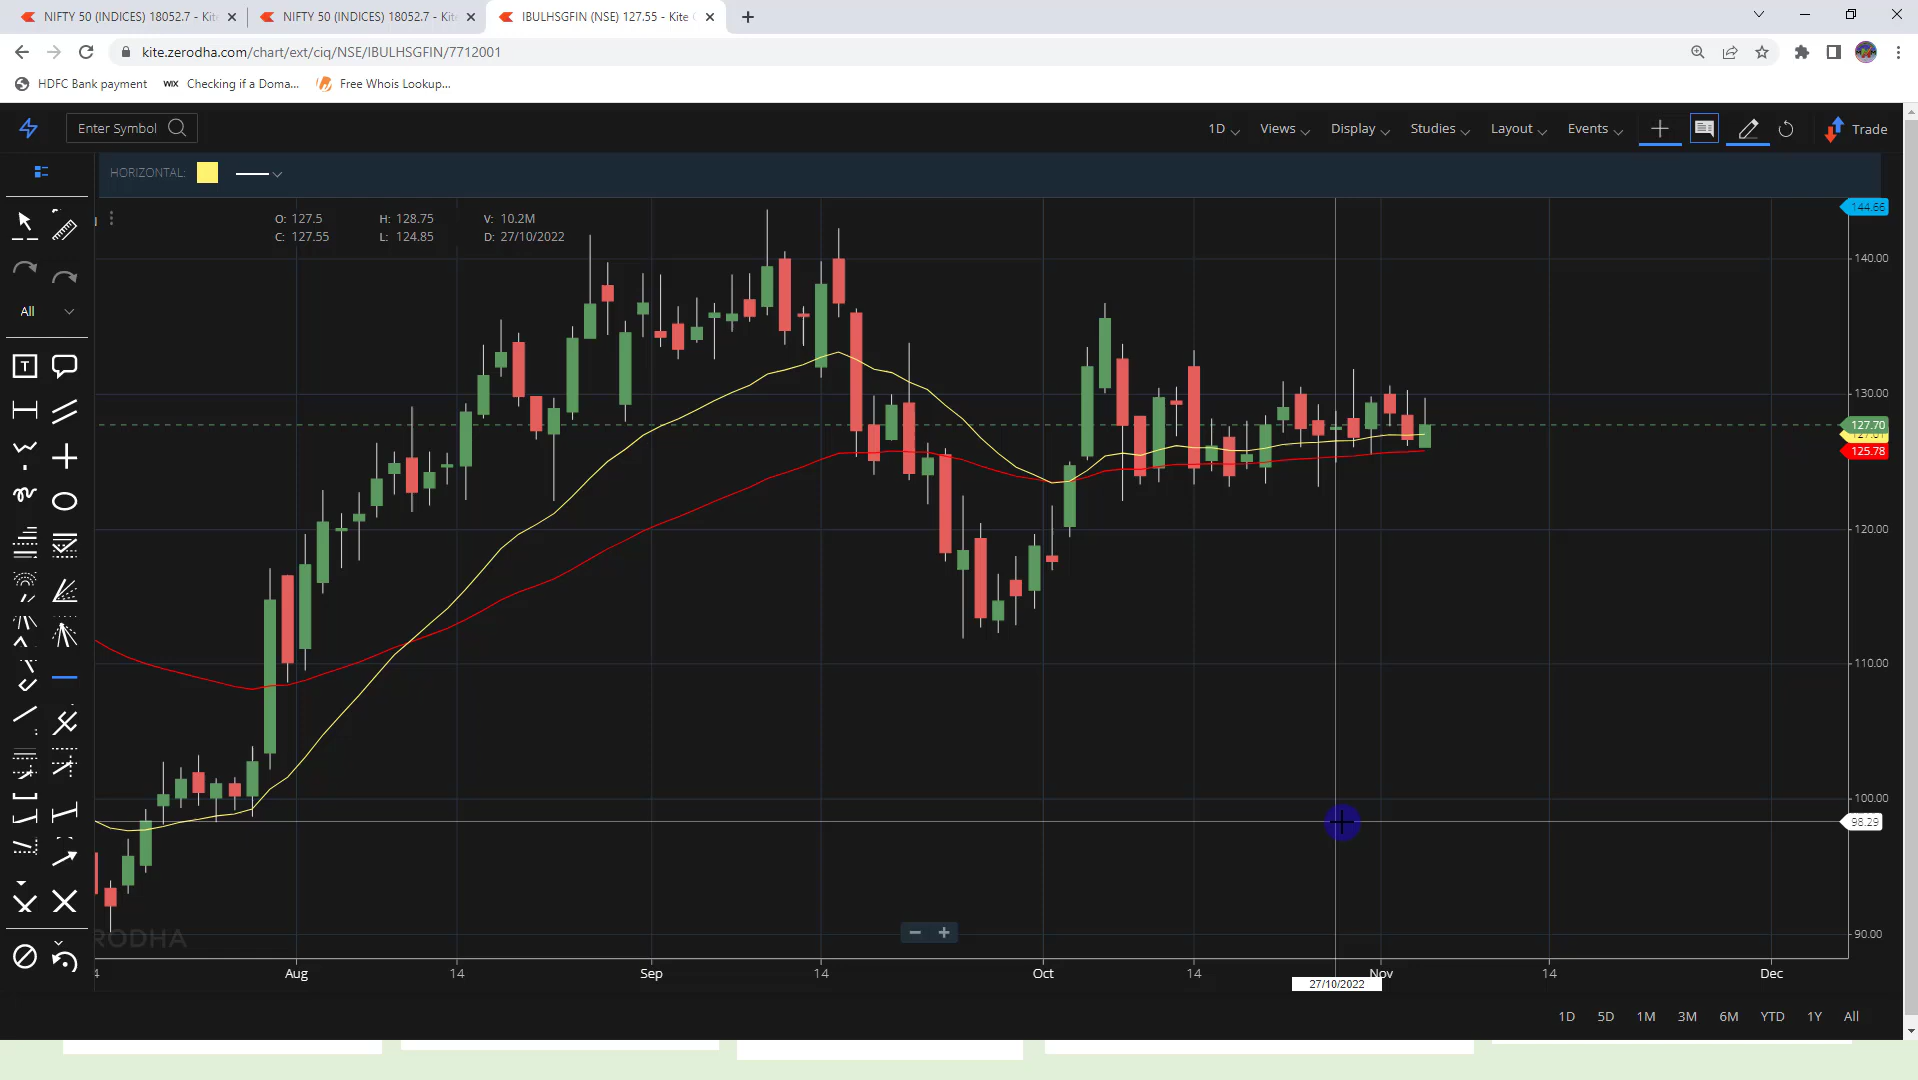 NIFTY 50 (INDICES) 18052.7 - Kite
NIFTY 50 (INDICES) 18052.7 - Kite
IBULHSGFIN (NSE) 127.55 - Kite
kite.zerodha.com/chart/ext/ciq/NSE/IBULHSGFIN/7712001
HDFC Bank payment
WIX Checking if a Doma...
Free Whois Lookup...
Enter Symbol
1D Views Display Studies Layout Events Trade
HORIZONTAL:
O: 127.5 H: 128.75 V: 10.2M
C: 127.55 L: 124.85 D: 27/10/2022
All
T
144.66
140.00
130.00
127.70
125.78
120.00
110.00
100.00
98.29
90.00
RODHA
4 Aug 14 Sep 14 Oct 14 Nov 14 Dec
27/10/2022
1D 5D 1M 3M 6M YTD 1Y All